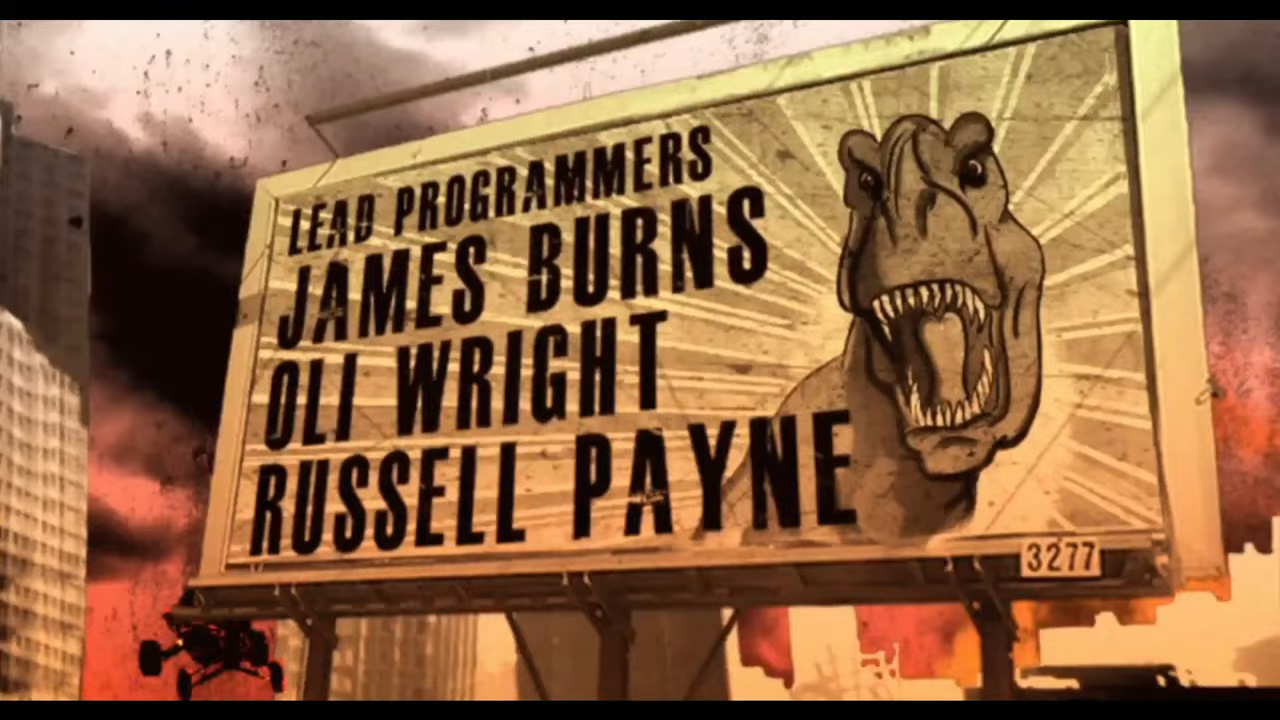 LEAD PROGRAMMERS
JAMES BURNS
OLI WRIGHT
RUSSELL PAYNE
3277